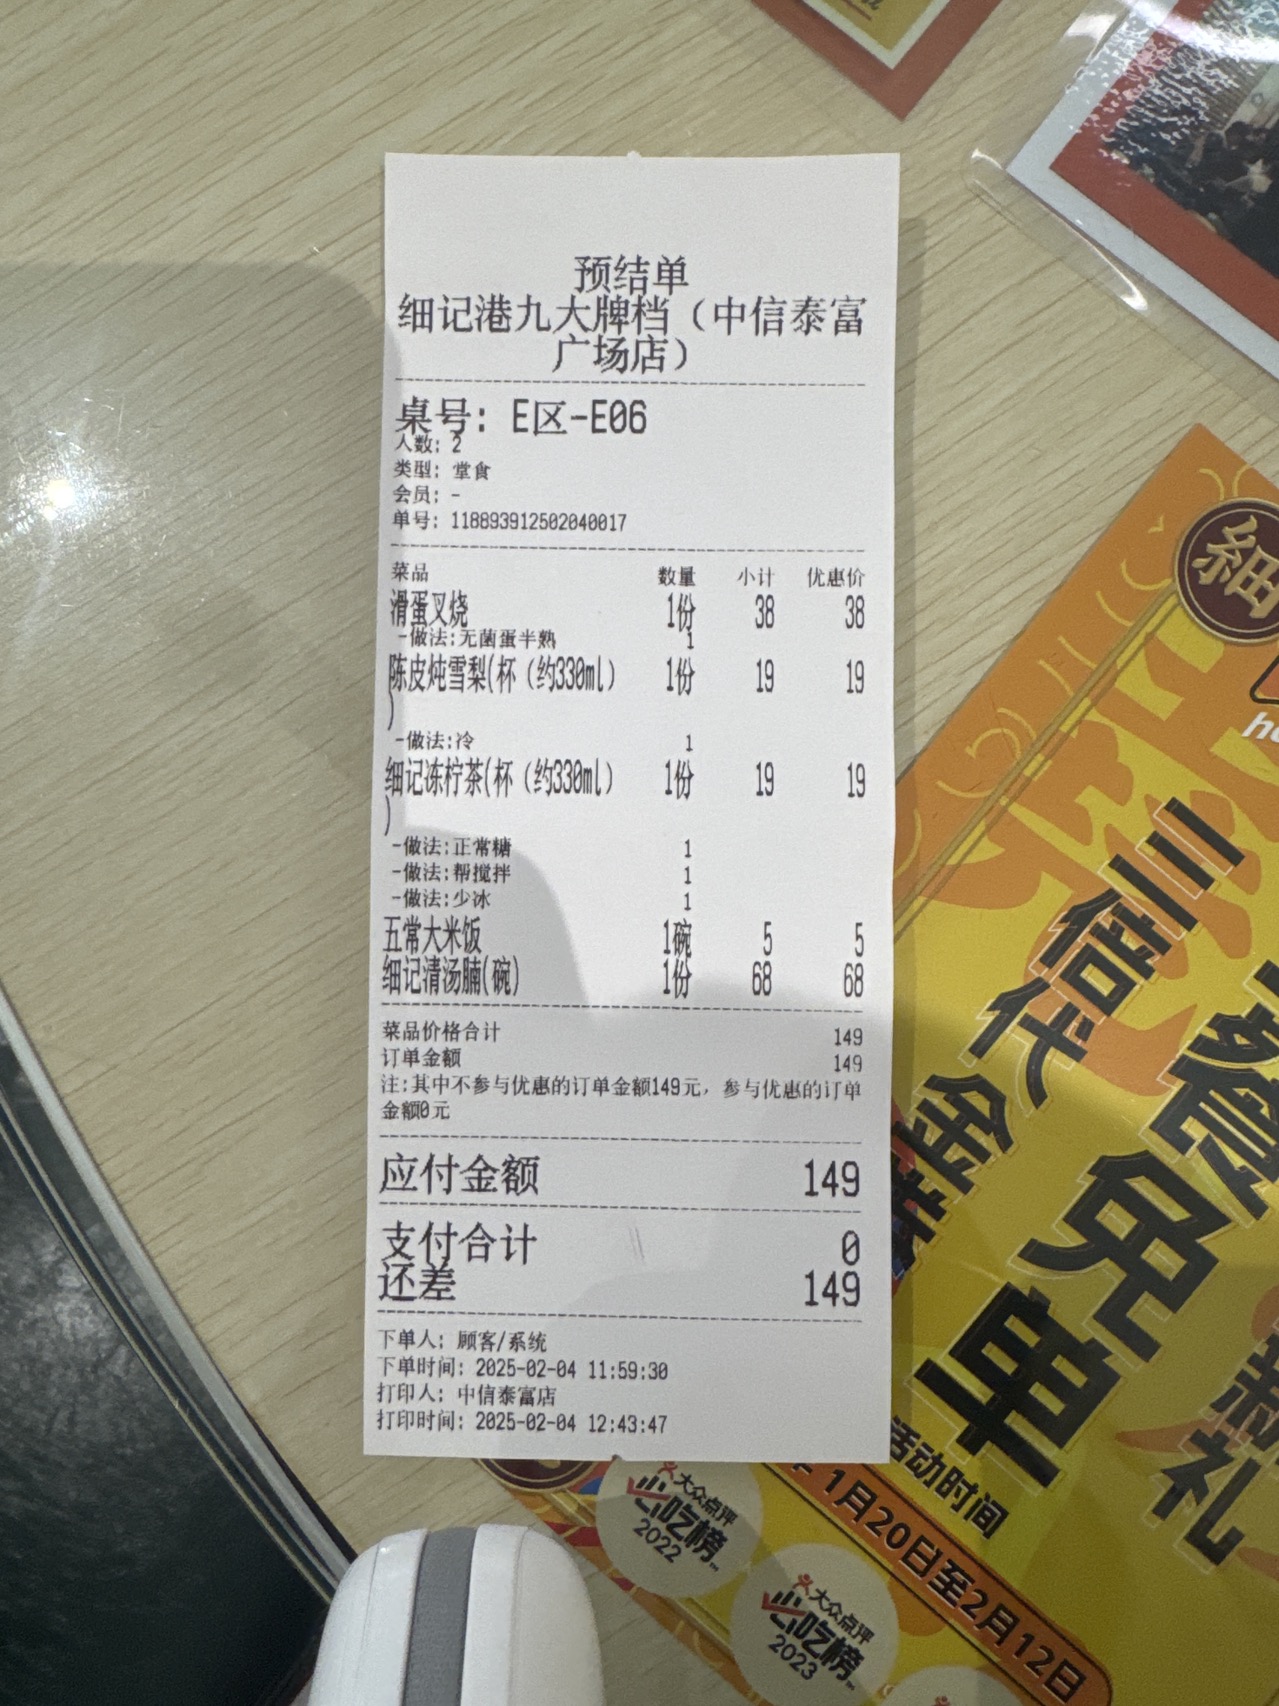 预结单
细记港九大牌档（中信泰富
广场店）
桌号: E区-E06
人数: 2
类型: 堂食
会员: -
单号: 118893912502040017
菜品 数量 小计 优惠价
滑蛋叉烧 1份 38 38
-做法:无菌蛋半熟 1
陈皮炖雪梨(杯（约330ml） 1份 19 19
)
-做法:冷 1
细记冻柠茶(杯（约330ml） 1份 19 19
)
-做法:正常糖 1
-做法:帮搅拌 1
-做法:少冰 1
五常大米饭 1碗 5 5
细记清汤腩(碗) 1份 68 68
菜品价格合计 149
订单金额 149
注:其中不参与优惠的订单金额149元，参与优惠的订单
金额0元
应付金额 149
支付合计 0
还差 149
下单人: 顾客/系统
下单时间: 2025-02-04 11:59:30
打印人: 中信泰富店
打印时间: 2025-02-04 12:43:47
細
三倍代金券
餐免单
新
礼
活动时间
1月20日至2月12日
大众点评
必吃榜
2022
大众点评
必吃榜
2023